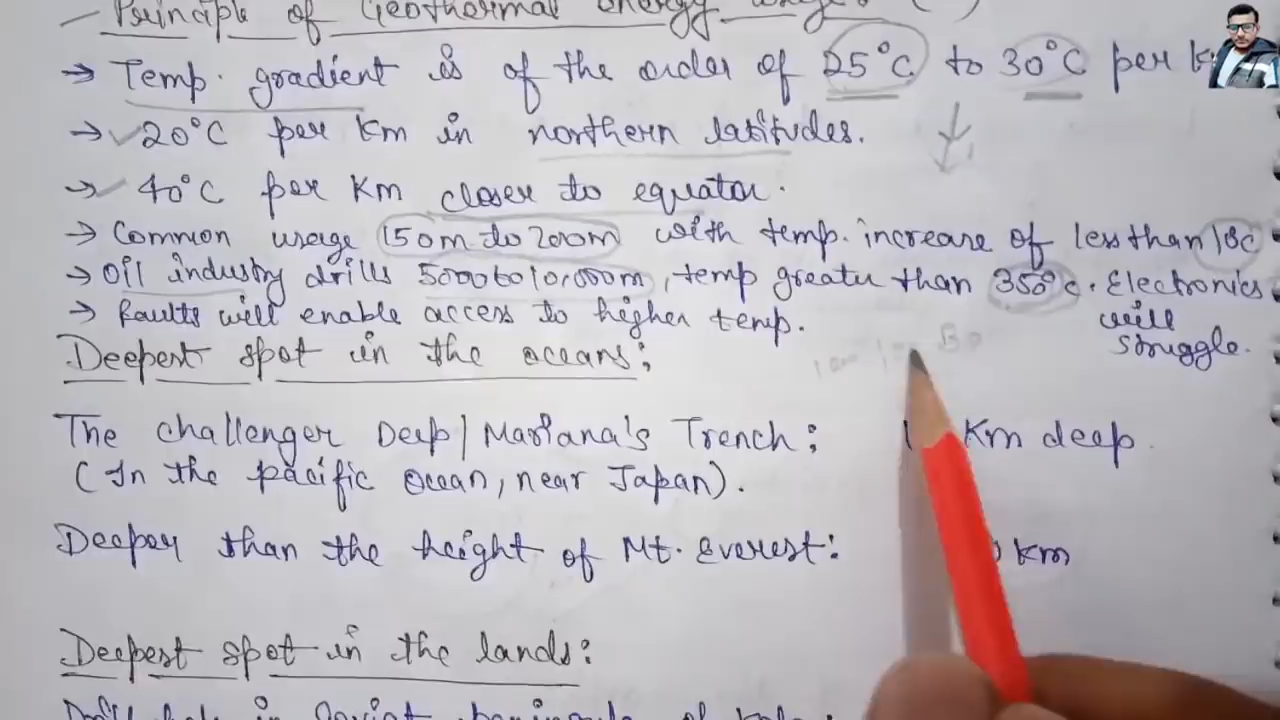 Principle of Geothermal energy usage
→ Temp. gradient is of the order of 25°C to 30°C per
→ 20°C per Km in northern latitudes.
→ 40°C per Km closer to equator.
→ Common usage 150m to 200m with temp. increase of less than
→ Oil industry drills 5000 to 10,000m, temp greater than 350°c. Electronics
will
struggle.
→ Faults will enable access to higher temp.
Deepest spot in the oceans:
The challenger Deep/Mariana's Trench: Km deep.
(In the pacific Ocean, near Japan).
Deeper than the height of Mt. Everest: Km
Deepest spot in the lands: